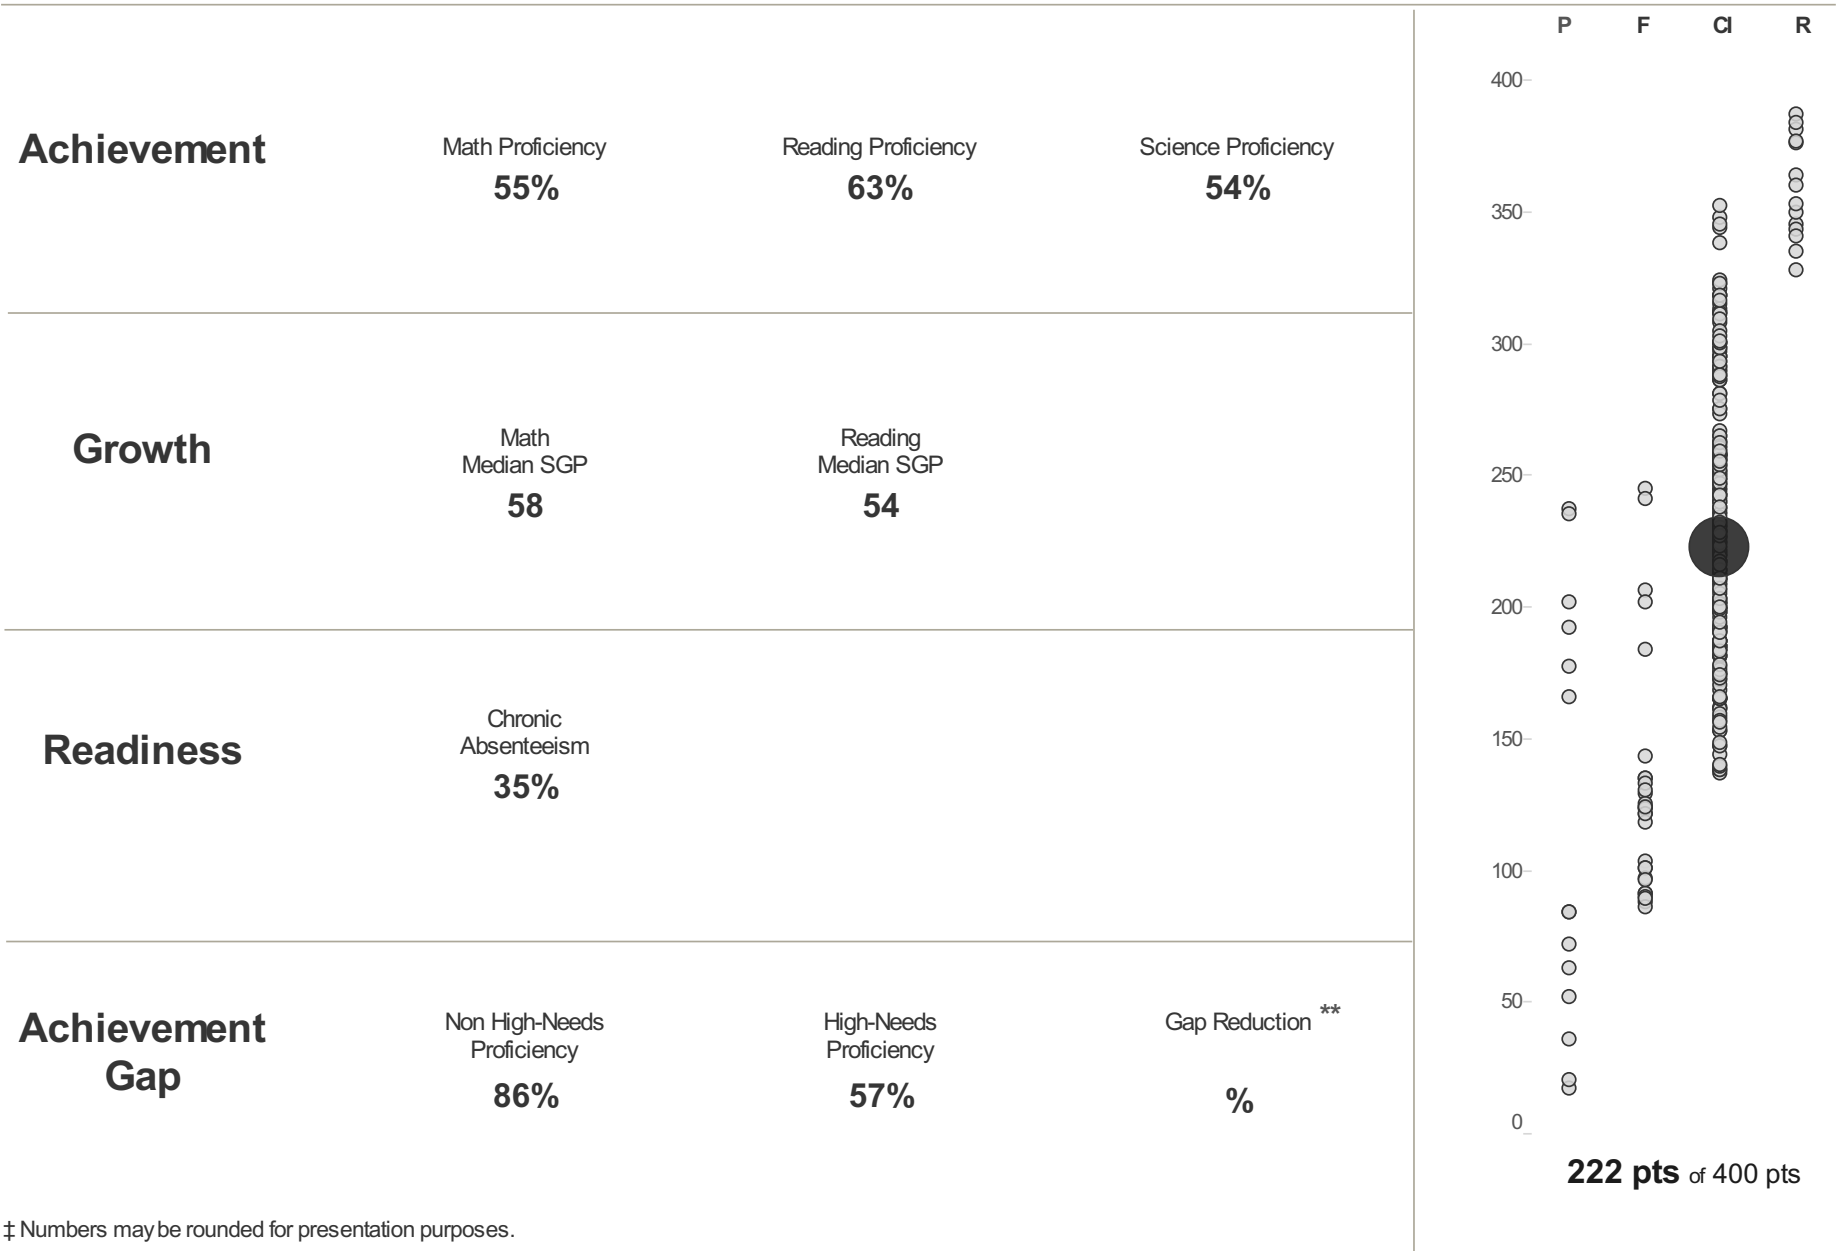 Achievement
Math Proficiency
55%
Reading Proficiency
63%
Science Proficiency
54%
Growth
Math
Median SGP
58
Reading
Median SGP
54
Readiness
Chronic
Absenteeism
35%
Achievement
Gap
Non High-Needs
Proficiency
86%
High-Needs
Proficiency
57%
Gap Reduction **
%
‡ Numbers may be rounded for presentation purposes.
P F CI R
400
350
300
250
200
150
100
50
0
222 pts of 400 pts